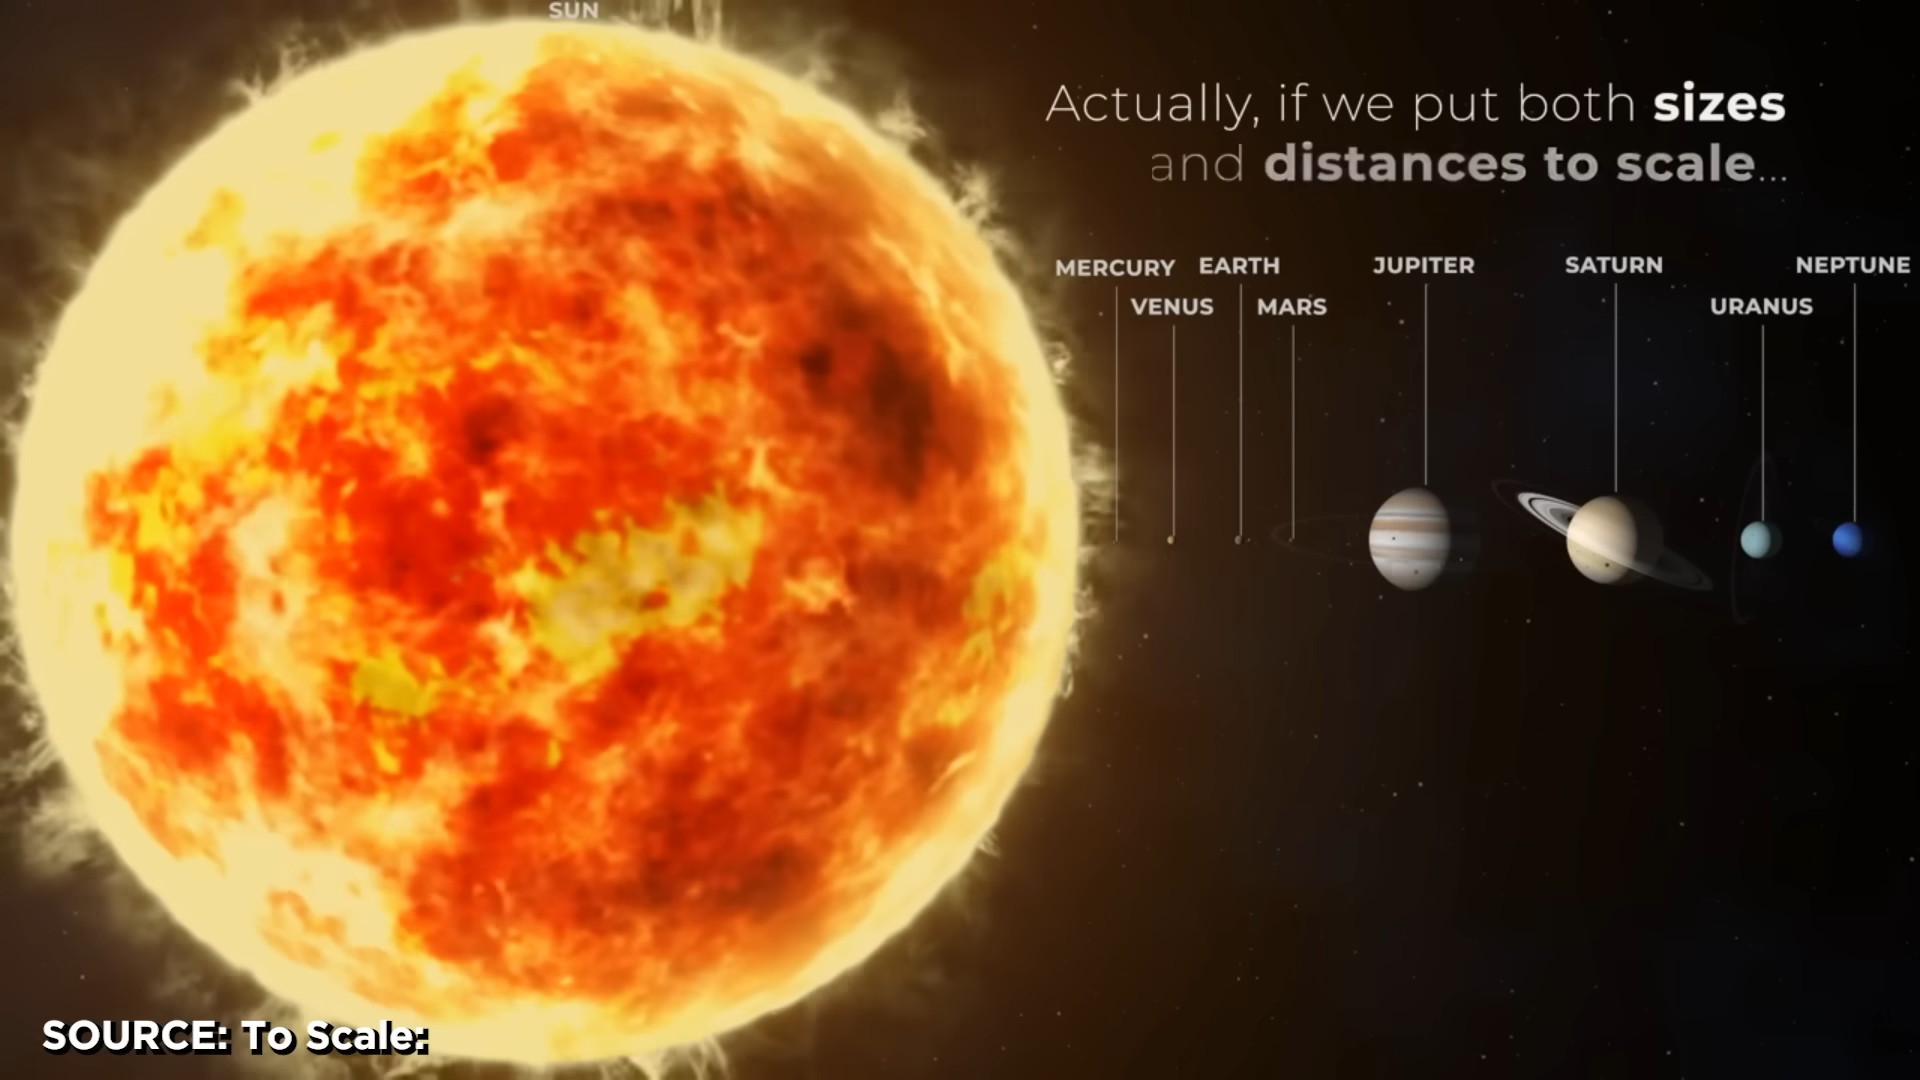 SUN
Actually, if we put both sizes
and distances to scale...
MERCURY EARTH JUPITER SATURN NEPTUNE
VENUS MARS URANUS
SOURCE: To Scale: